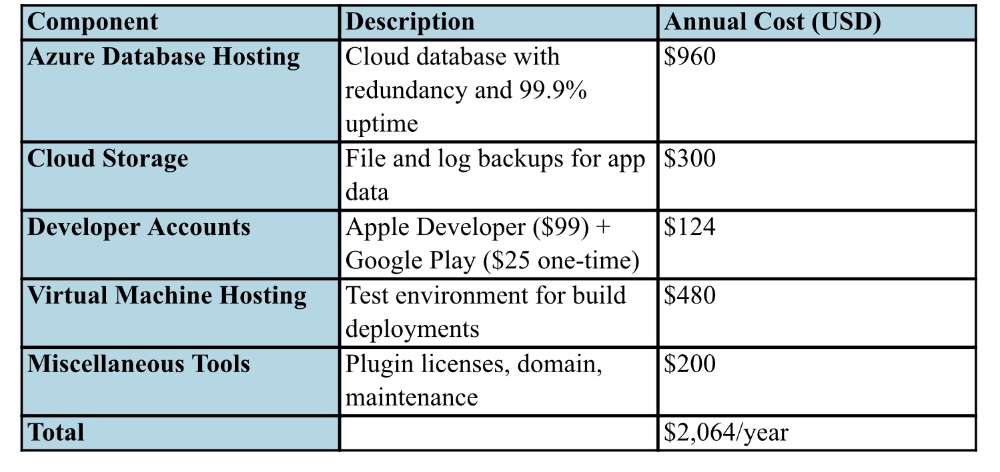 Component Description Annual Cost (USD)
Azure Database Hosting Cloud database with $960
redundancy and 99.9%
uptime
Cloud Storage File and log backups for app $300
data
Developer Accounts Apple Developer ($99) + $124
Google Play ($25 one-time)
Virtual Machine Hosting Test environment for build $480
deployments
Miscellaneous Tools Plugin licenses, domain, $200
maintenance
Total $2,064/year